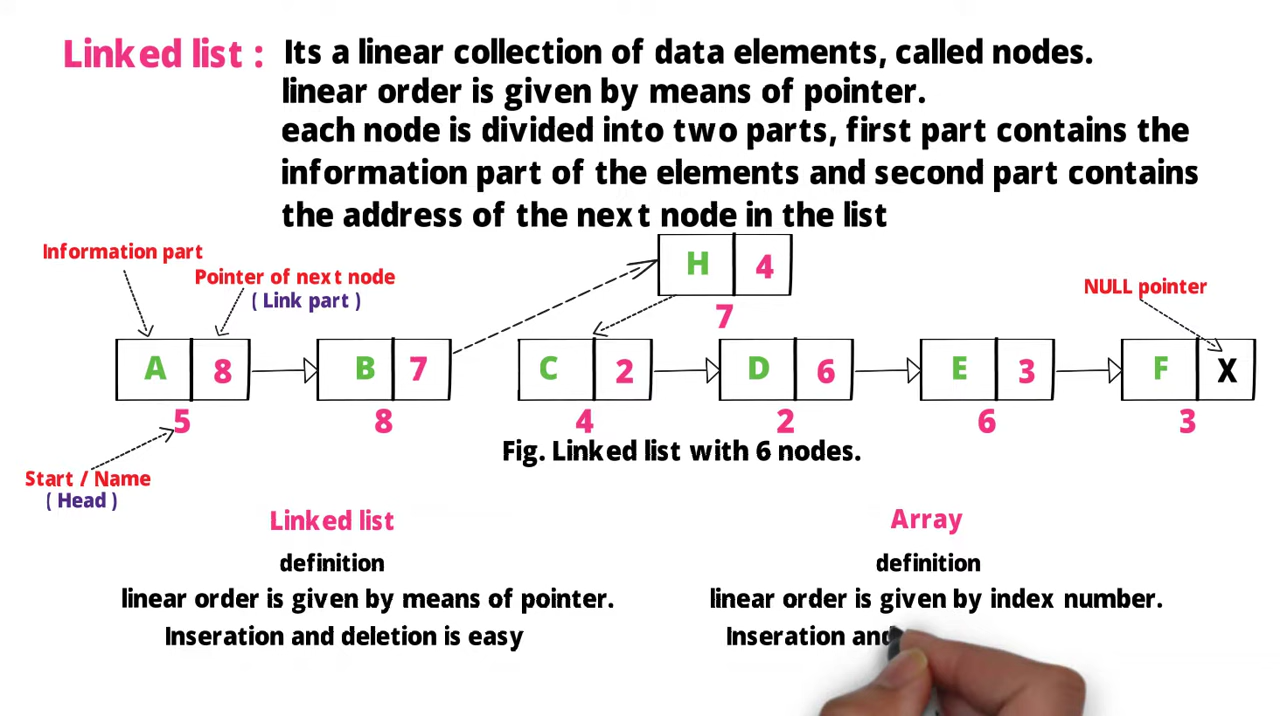 Linked list : Its a linear collection of data elements, called nodes.
linear order is given by means of pointer.
each node is divided into two parts, first part contains the
information part of the elements and second part contains
the address of the next node in the list
Information part
Pointer of next node
( Link part )
H 4
7
NULL pointer
A 8
B 7
C 2
D 6
E 3
F X
5
8
4
2
6
3
Fig. Linked list with 6 nodes.
Start / Name
( Head )
Linked list
definition
linear order is given by means of pointer.
Inseration and deletion is easy
Array
definition
linear order is given by index number.
Inseration and